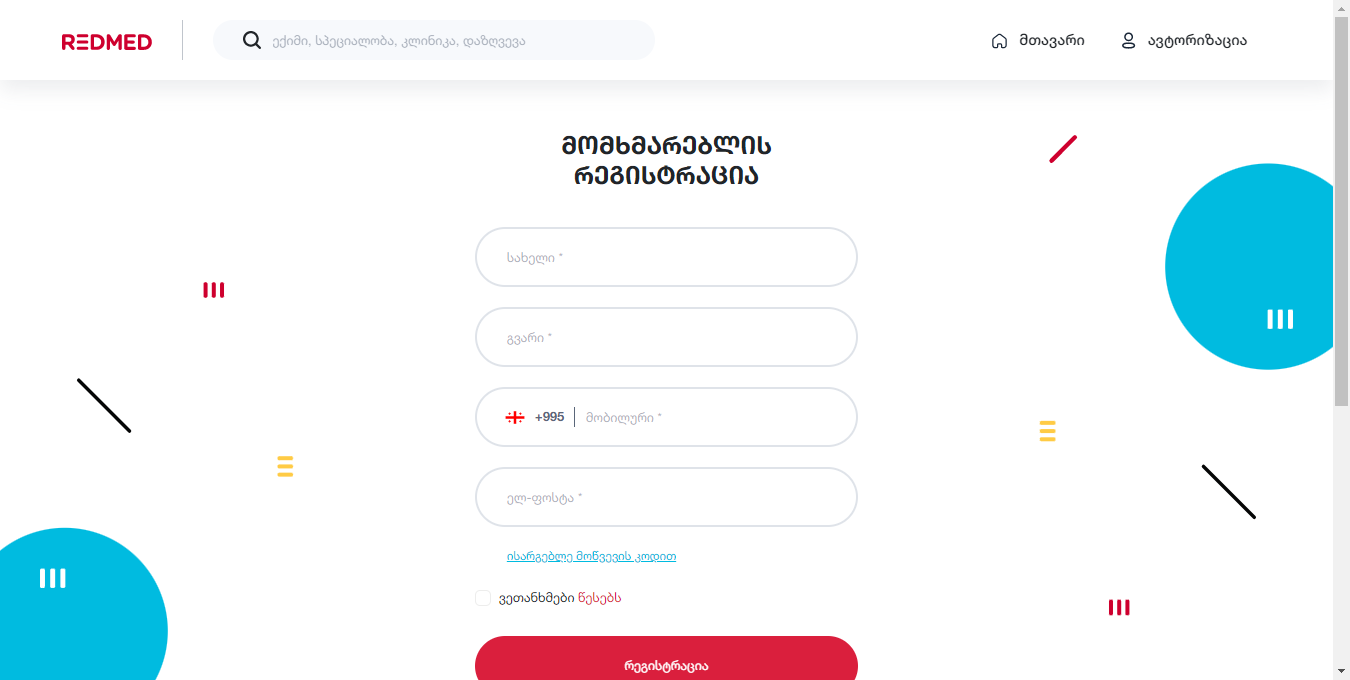 REDMED
ექიმი, სპეციალობა, კლინიკა, დაზღვევა
მთავარი
ავტორიზაცია
მომხმარებლის
რეგისტრაცია
სახელი *
გვარი *
+995
მობილური *
ელ-ფოსტა *
ისარგებლე მოწვევის კოდით
ვეთანხმები წესებს
რეგისტრაცია